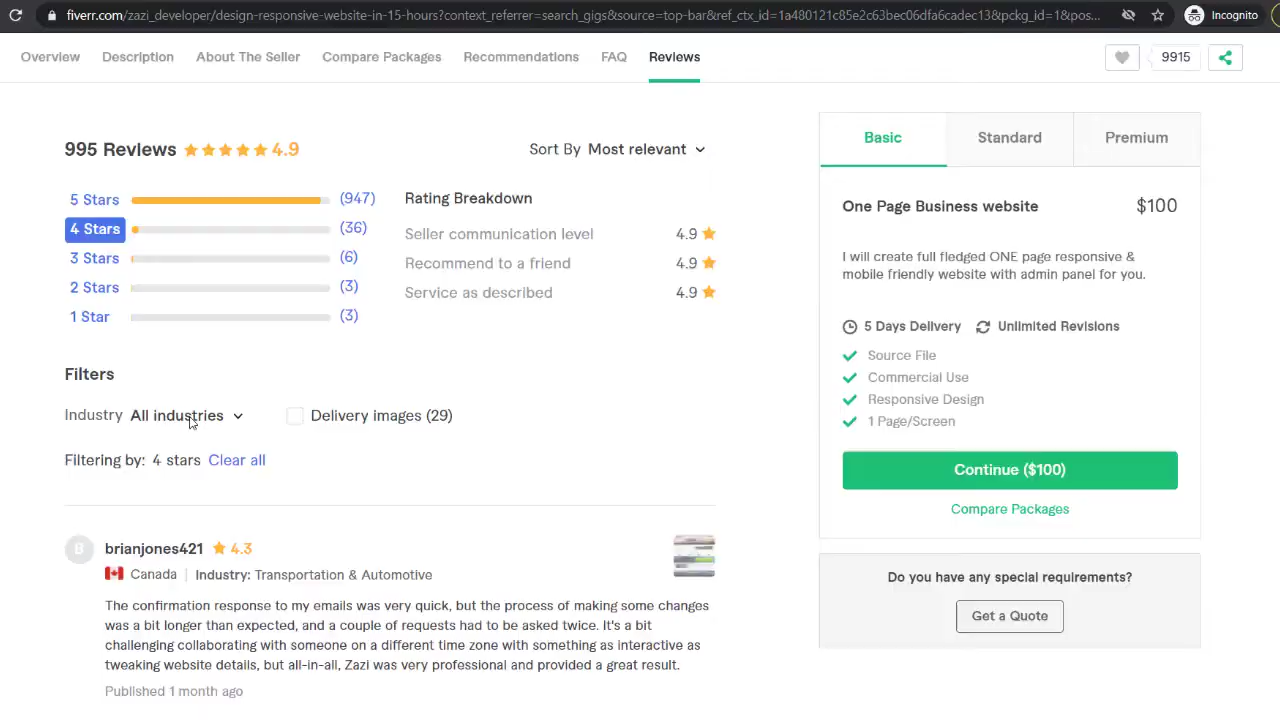 fiverr.com/zazi_developer/design-responsive-website-in-15-hours?context_referrer=search_gigs&source=top-bar&ref_ctx_id=1a480121c85e2c63bec06dfa6cadec13&pckg_id=1&pos...
Incognito
Overview Description About The Seller Compare Packages Recommendations FAQ Reviews
9915
995 Reviews 4.9
Sort By Most relevant
5 Stars (947)
4 Stars (36)
3 Stars (6)
2 Stars (3)
1 Star (3)
Rating Breakdown
Seller communication level 4.9
Recommend to a friend 4.9
Service as described 4.9
Filters
Industry All industries Delivery images (29)
Filtering by: 4 stars Clear all
B
brianjones421 4.3
Canada Industry: Transportation & Automotive
The confirmation response to my emails was very quick, but the process of making some changes
was a bit longer than expected, and a couple of requests had to be asked twice. It's a bit
challenging collaborating with someone on a different time zone with something as interactive as
tweaking website details, but all-in-all, Zazi was very professional and provided a great result.
Published 1 month ago
Basic Standard Premium
One Page Business website $100
I will create full fledged ONE page responsive &
mobile friendly website with admin panel for you.
5 Days Delivery Unlimited Revisions
Source File
Commercial Use
Responsive Design
1 Page/Screen
Continue ($100)
Compare Packages
Do you have any special requirements?
Get a Quote